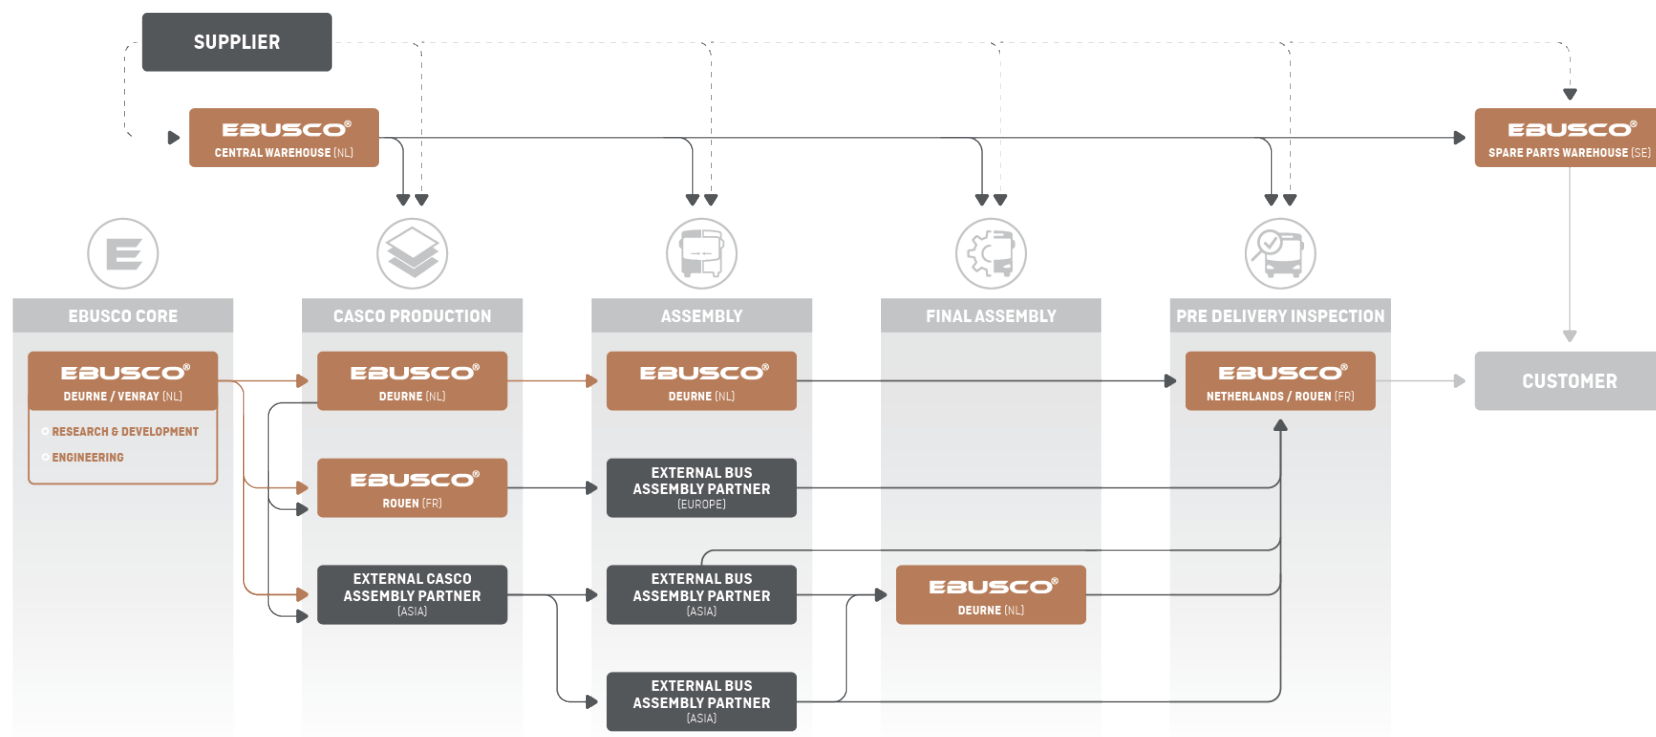 SUPPLIER
EBUSCO®
CENTRAL WAREHOUSE (NL)
EBUSCO®
SPARE PARTS WAREHOUSE (SE)
EBUSCO CORE
CASCO PRODUCTION
ASSEMBLY
FINAL ASSEMBLY
PRE DELIVERY INSPECTION
EBUSCO®
DEURNE / VENRAY (NL)
RESEARCH & DEVELOPMENT
ENGINEERING
EBUSCO®
DEURNE (NL)
EBUSCO®
DEURNE (NL)
EBUSCO®
NETHERLANDS / ROUEN (FR)
CUSTOMER
EBUSCO®
ROUEN (FR)
EXTERNAL BUS
ASSEMBLY PARTNER
(EUROPE)
EXTERNAL CASCO
ASSEMBLY PARTNER
(ASIA)
EXTERNAL BUS
ASSEMBLY PARTNER
(ASIA)
EBUSCO®
DEURNE (NL)
EXTERNAL BUS
ASSEMBLY PARTNER
(ASIA)